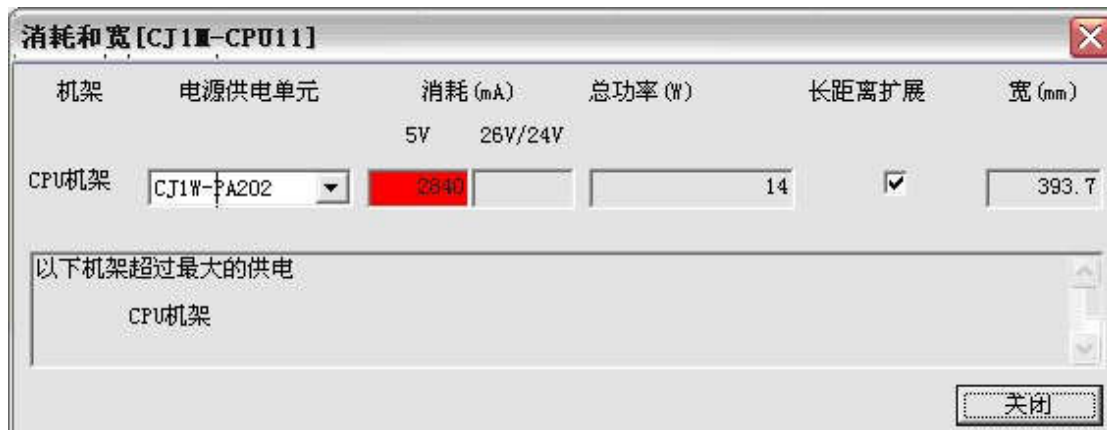 消耗和宽[CJ1M-CPU11]
机架 电源供电单元 消耗(mA) 总功率(W) 长距离扩展 宽(mm)
5V 26V/24V
CPU机架 CJ1W-PA202 2840 14 393.7
以下机架超过最大的供电
CPU机架
关闭